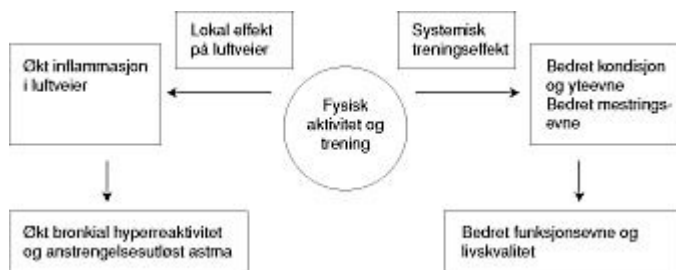 Lokal effekt
på luftveier
Systemisk
treningseffekt
Økt inflammasjon
i luftveier
Fysisk
aktivitet og
trening
Bedret kondisjon
og yteevne
Bedret mestrings-
evne
Økt bronkial hyperreaktivitet
og anstrengelsesutløst astma
Bedret funksjonsevne og
livskvalitet